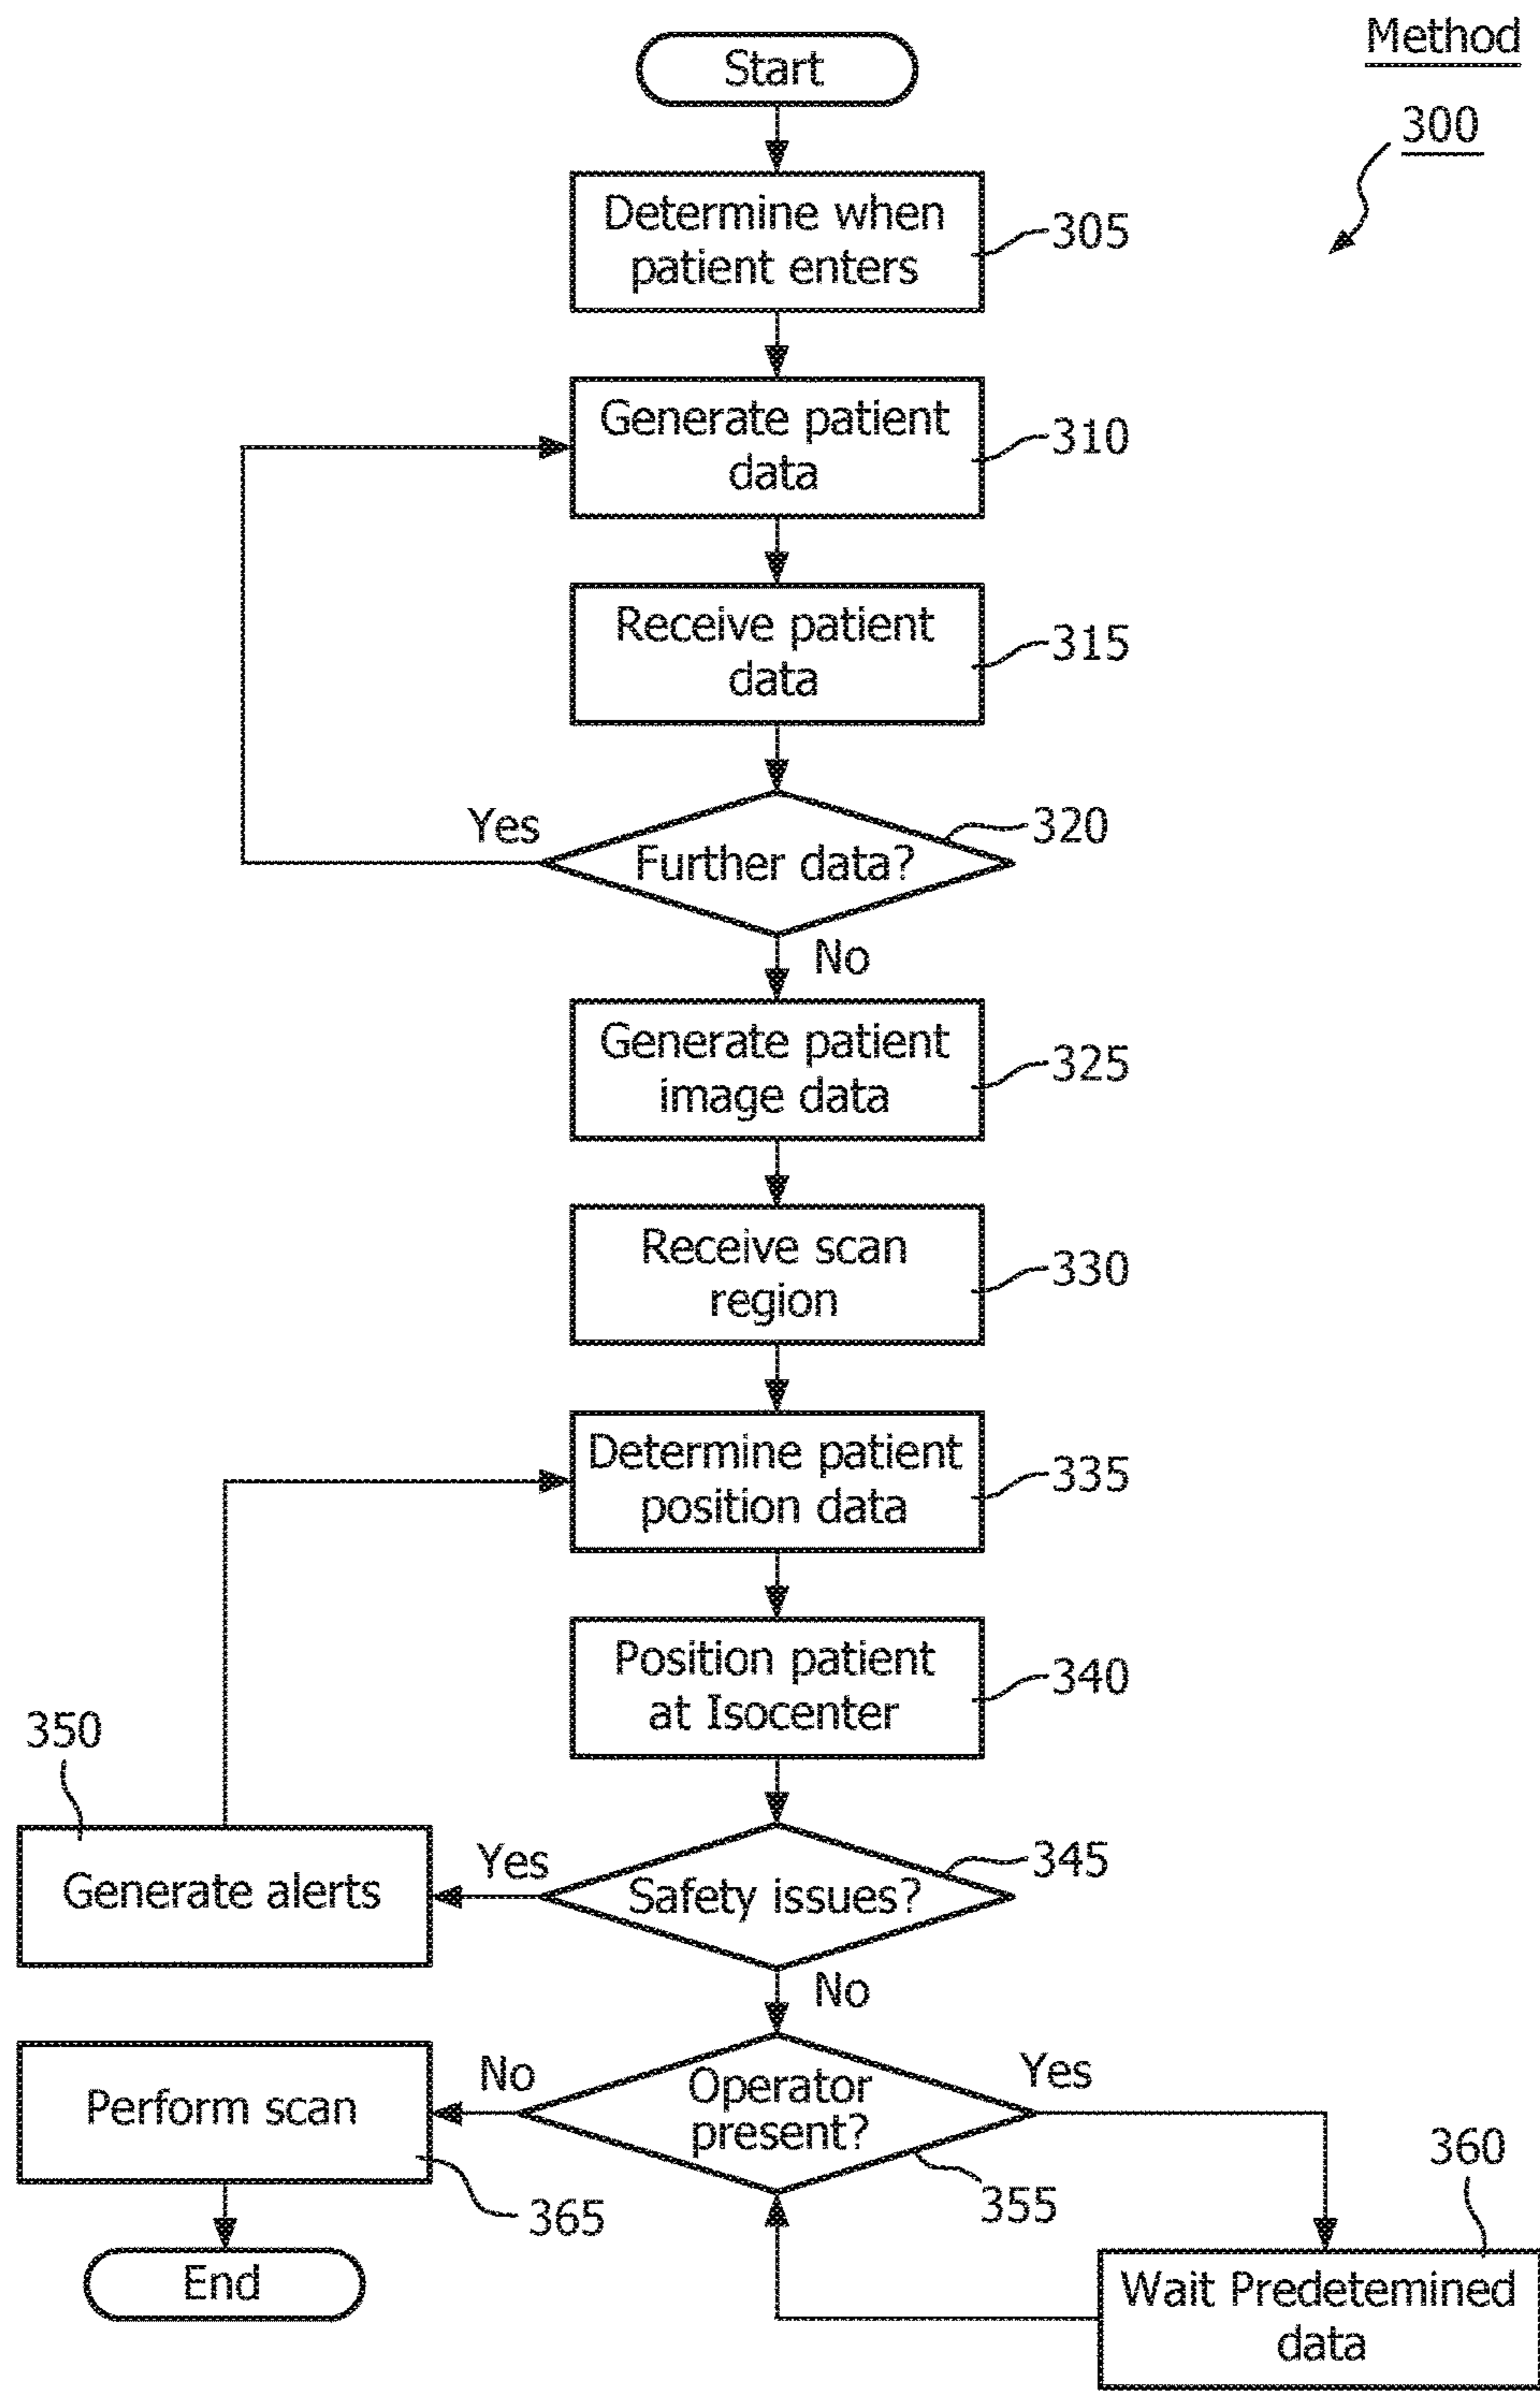 Method
300
Start
Determine when
patient enters
305
Generate patient
data
310
Receive patient
data
315
Yes
Further data?
320
No
Generate patient
image data
325
Receive scan
region
330
Determine patient
position data
335
Position patient
at Isocenter
340
350
Generate alerts
Yes
Safety issues?
345
No
Perform scan
365
No
Operator
present?
Yes
355
360
Wait Predetemined
data
End